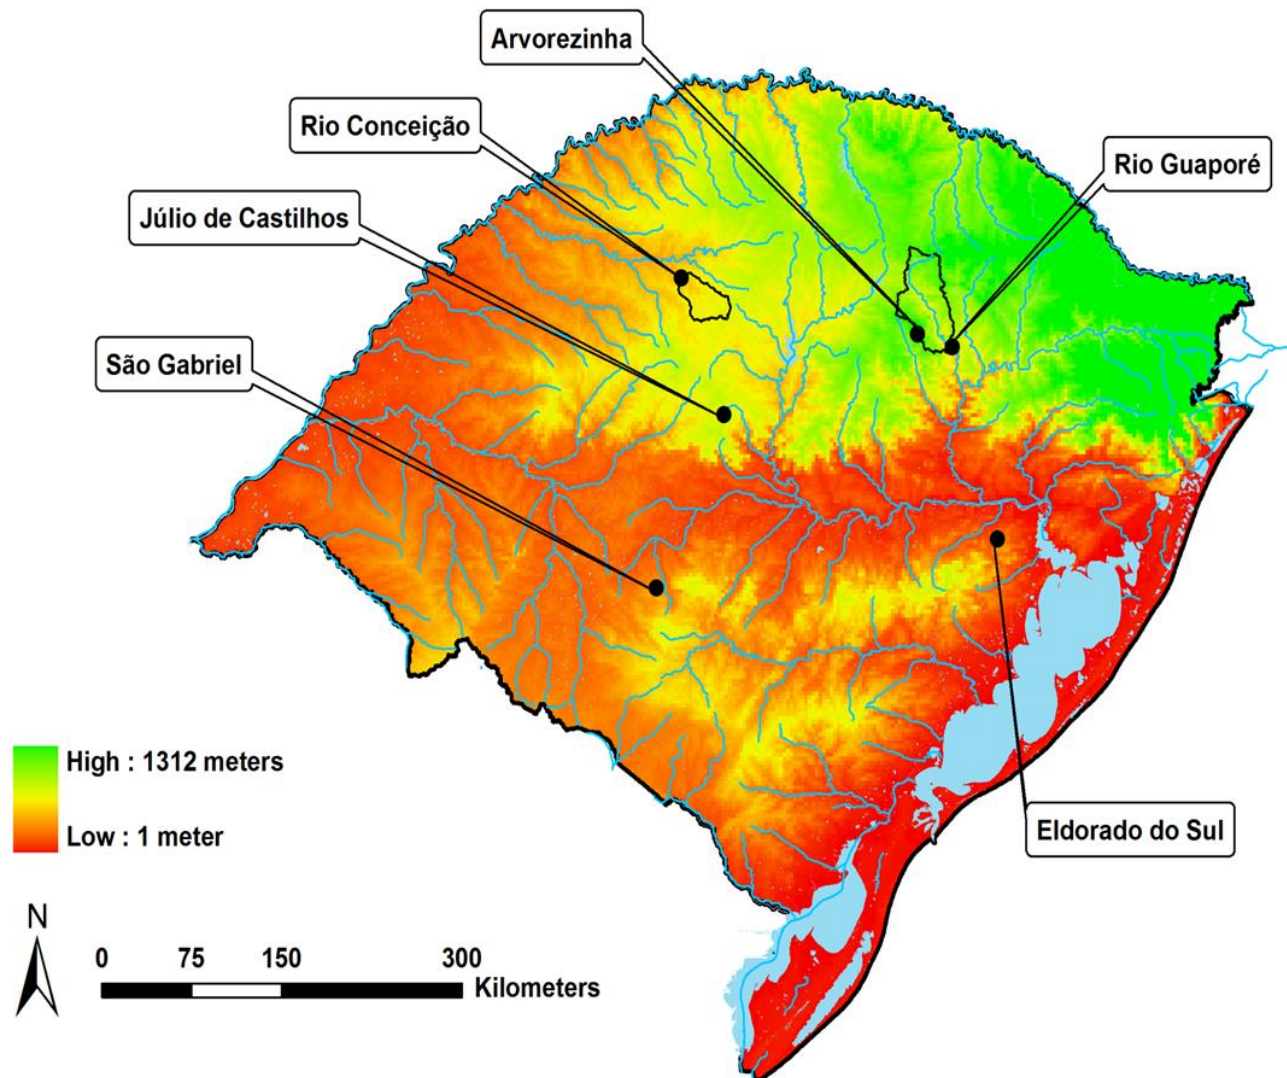 Arvorezinha
Rio Conceição
Rio Guaporé
Júlio de Castilhos
São Gabriel
High : 1312 meters
Low : 1 meter
Eldorado do Sul
N
0 75 150 300
Kilometers